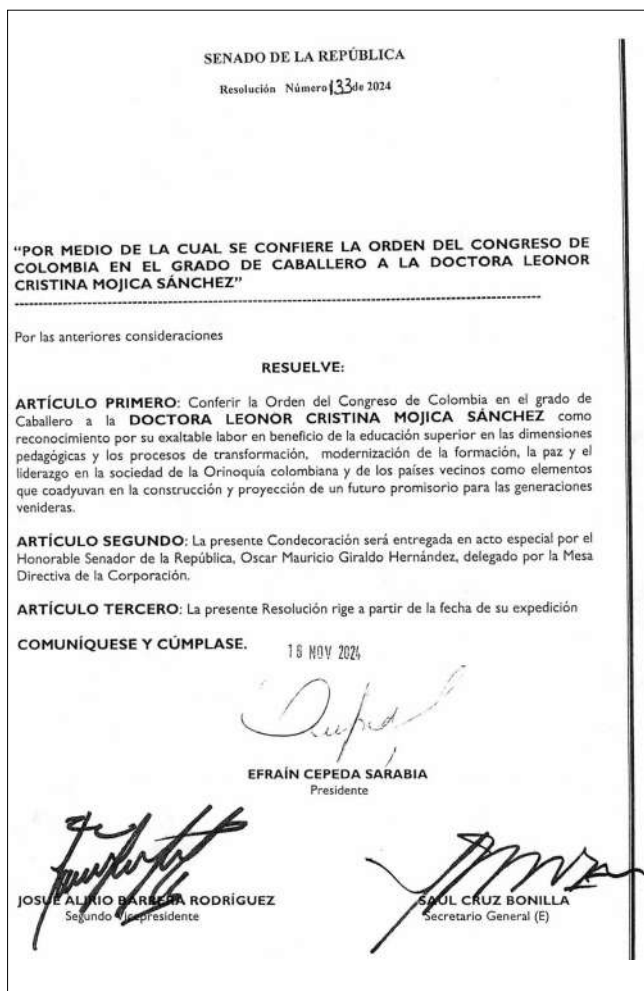 SENADO DE LA REPÚBLICA
Resolución Número 133 de 2024
“POR MEDIO DE LA CUAL SE CONFIERE LA ORDEN DEL CONGRESO DE
COLOMBIA EN EL GRADO DE CABALLERO A LA DOCTORA LEONOR
CRISTINA MOJICA SÁNCHEZ”
Por las anteriores consideraciones
RESUELVE:
ARTÍCULO PRIMERO: Conferir la Orden del Congreso de Colombia en el grado de
Caballero a la DOCTORA LEONOR CRISTINA MOJICA SÁNCHEZ como
reconocimiento por su exaltable labor en beneficio de la educación superior en las dimensiones
pedagógicas y los procesos de transformación, modernización de la formación, la paz y el
liderazgo en la sociedad de la Orinoquía colombiana y de los países vecinos como elementos
que coadyuvan en la construcción y proyección de un futuro promisorio para las generaciones
venideras.
ARTÍCULO SEGUNDO: La presente Condecoración será entregada en acto especial por el
Honorable Senador de la República, Oscar Mauricio Giraldo Hernández, delegado por la Mesa
Directiva de la Corporación.
ARTÍCULO TERCERO: La presente Resolución rige a partir de la fecha de su expedición
COMUNÍQUESE Y CÚMPLASE.
NOV 2024
EFRAÍN CEPEDA SARABIA
Presidente
JOSUÉ ALIRIO BARRERA RODRÍGUEZ
Segundo Vicepresidente
SAÚL CRUZ BONILLA
Secretario General (E)